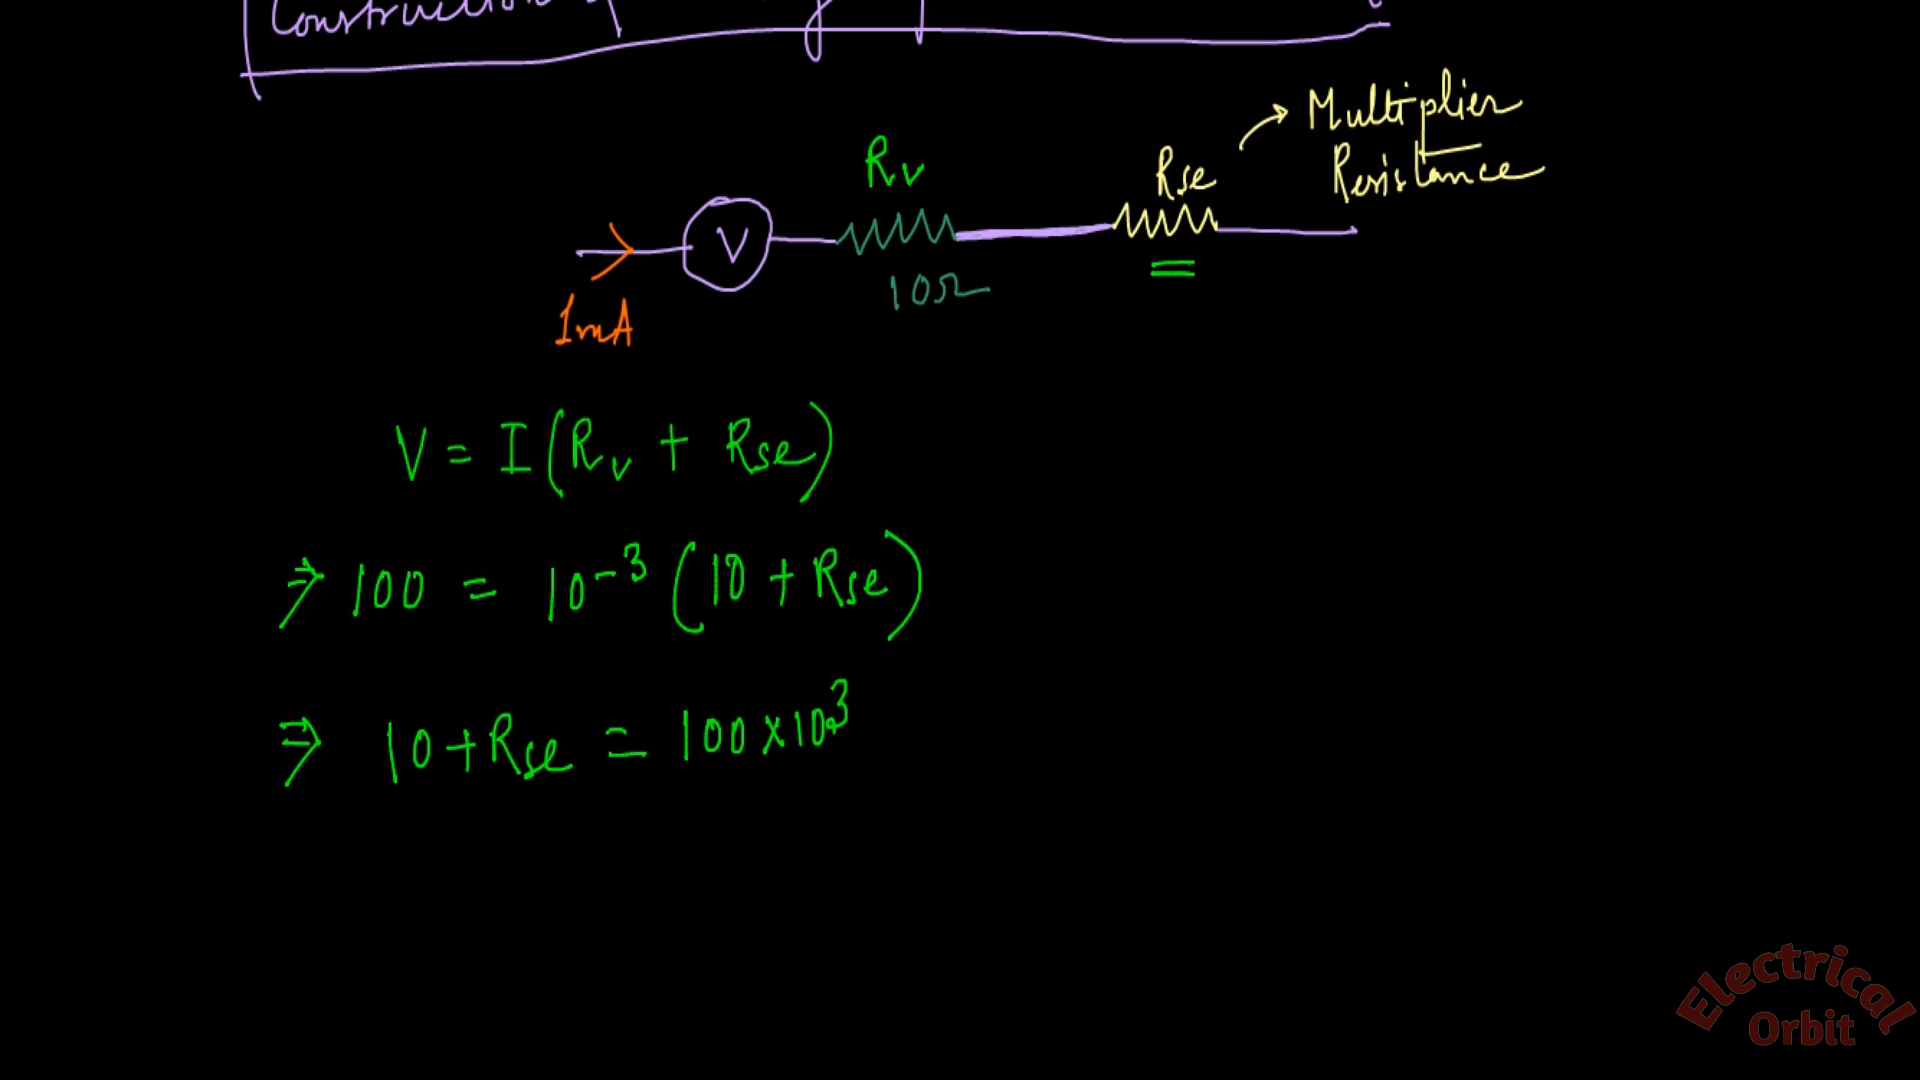 Construction
Multiplier
Resistance
Rv
Rse
V
10Ω
1mA
V = I(Rv + Rse)
⇒ 100 = 10⁻³ (10 + Rse)
⇒ 10 + Rse = 100×10³
Electrical
Orbit